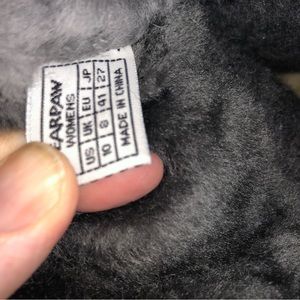 EARPAW
WOMENS
US UK EU JP
10 8 41 27
MADE IN CHINA